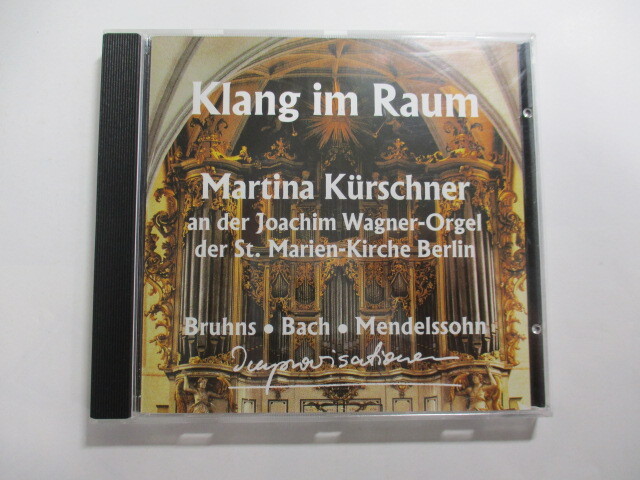 Klang im Raum
Martina Kürschner
an der Joachim Wagner-Orgel
der St. Marien-Kirche Berlin
Bruhns • Bach • Mendelssohn
Improvisationen